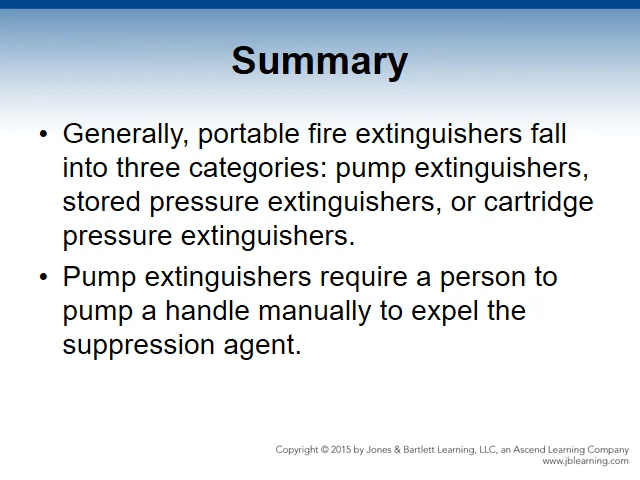 Summary
• Generally, portable fire extinguishers fall
into three categories: pump extinguishers,
stored pressure extinguishers, or cartridge
pressure extinguishers.
• Pump extinguishers require a person to
pump a handle manually to expel the
suppression agent.
Copyright © 2015 by Jones & Bartlett Learning, LLC, an Ascend Learning Company
www.jblearning.com